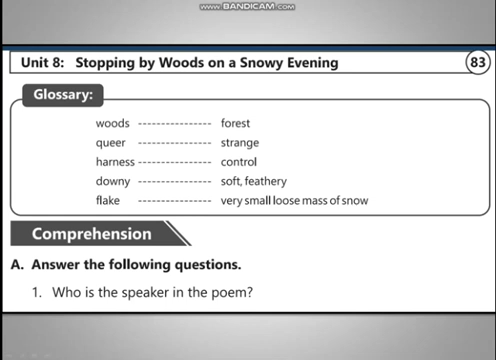 www.BANDICAM.com
Unit 8: Stopping by Woods on a Snowy Evening 83
Glossary:
woods --------------- forest
queer --------------- strange
harness --------------- control
downy --------------- soft, feathery
flake --------------- very small loose mass of snow
Comprehension
A. Answer the following questions.
1. Who is the speaker in the poem?